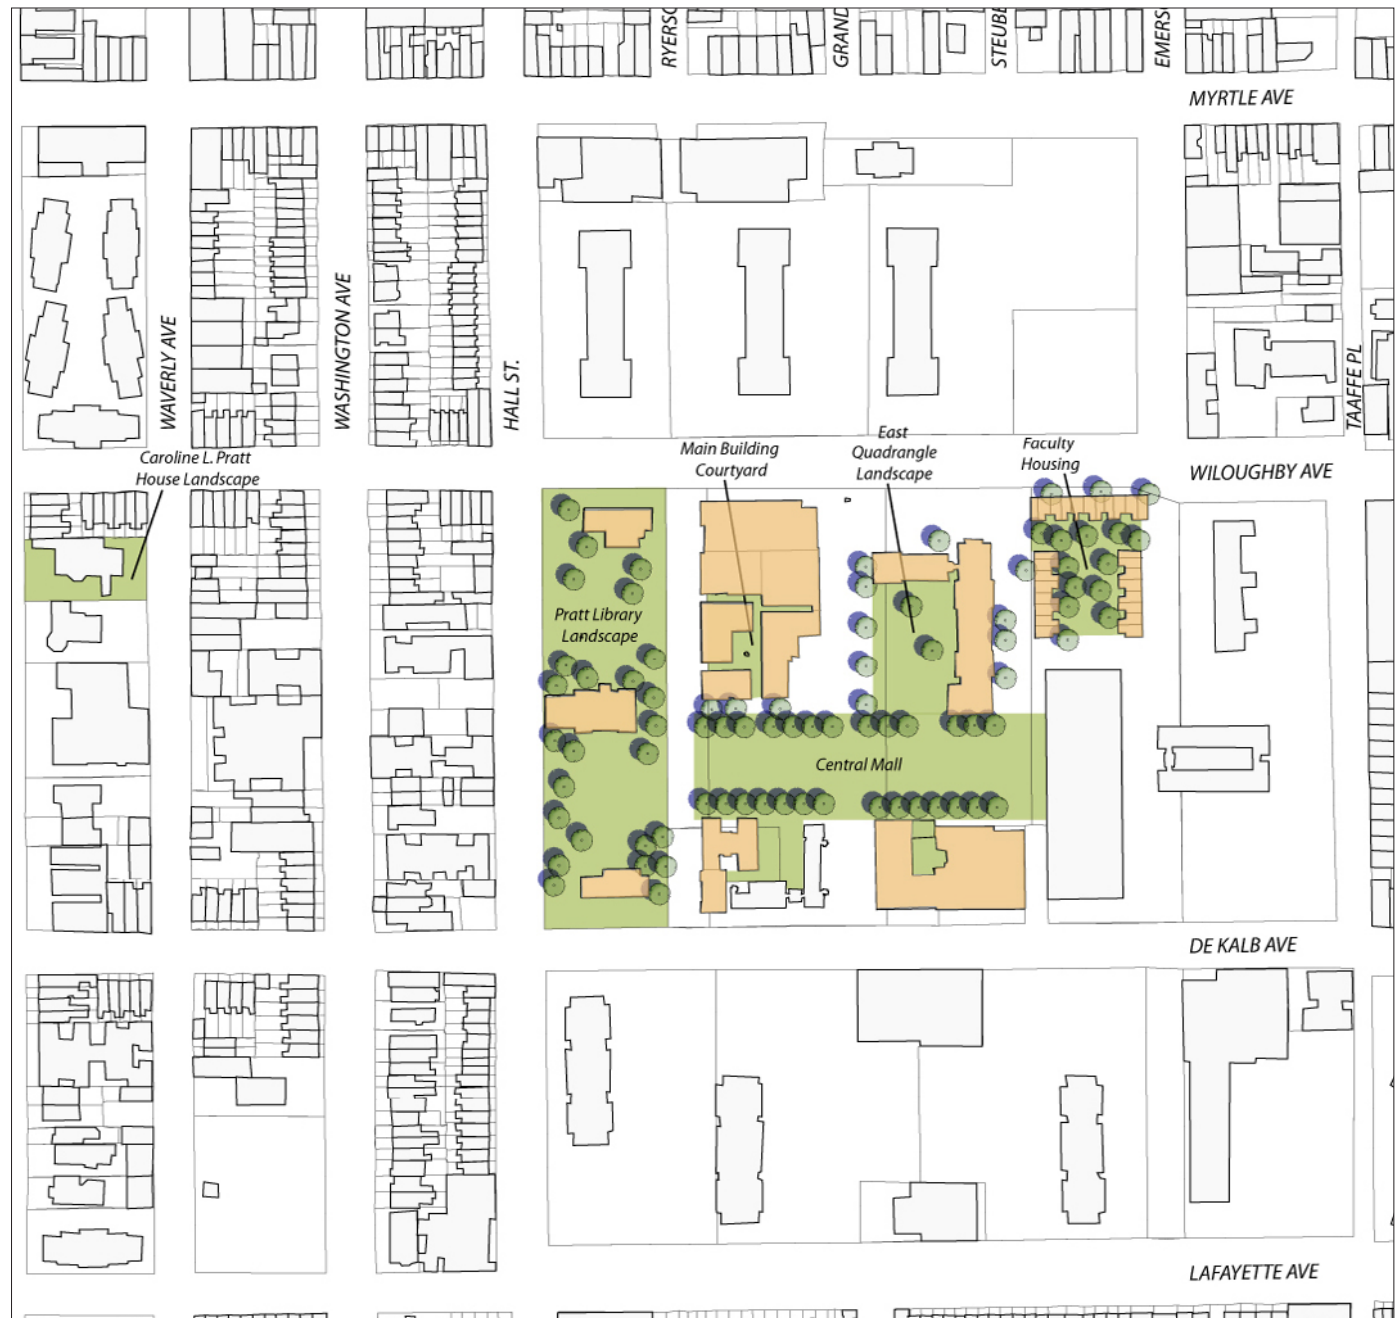 RYERS
GRAND
STEUBE
EMERS
MYRTLE AVE
WAVERLY AVE
WASHINGTON AVE
HALL ST.
TAAFFE PL
Caroline L. Pratt
House Landscape
Main Building
Courtyard
East
Quadrangle
Landscape
Faculty
Housing
WILOUGHBY AVE
Pratt Library
Landscape
Central Mall
DE KALB AVE
LAFAYETTE AVE